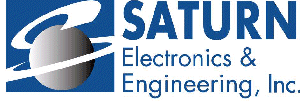 SATURN
Electronics &
Engineering, Inc.